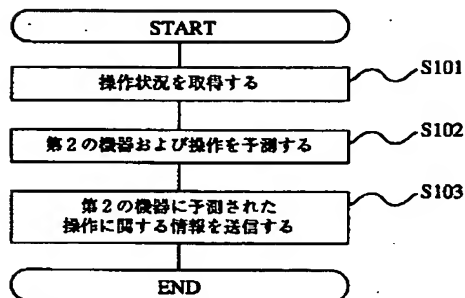 START
操作状況を取得する
S101
第2の機器および操作を予測する
S102
第2の機器に予測された
操作に関する情報を送信する
S103
END